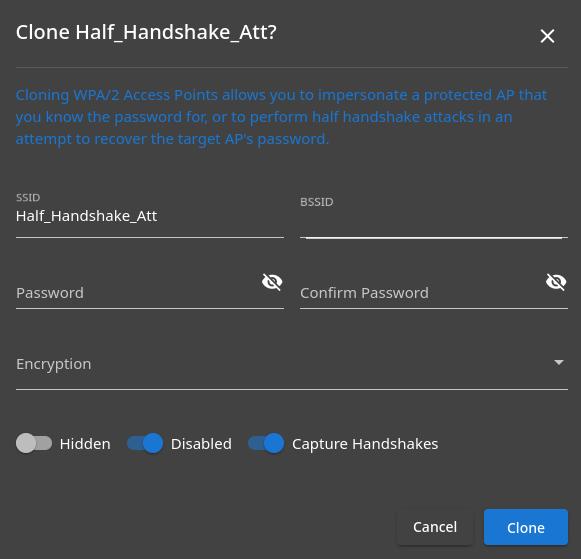 Clone Half_Handshake_Att?
Cloning WPA/2 Access Points allows you to impersonate a protected AP that
you know the password for, or to perform half handshake attacks in an
attempt to recover the target AP's password.
SSID
Half_Handshake_Att
BSSID
Password
Confirm Password
Encryption
Hidden
Disabled
Capture Handshakes
Cancel
Clone